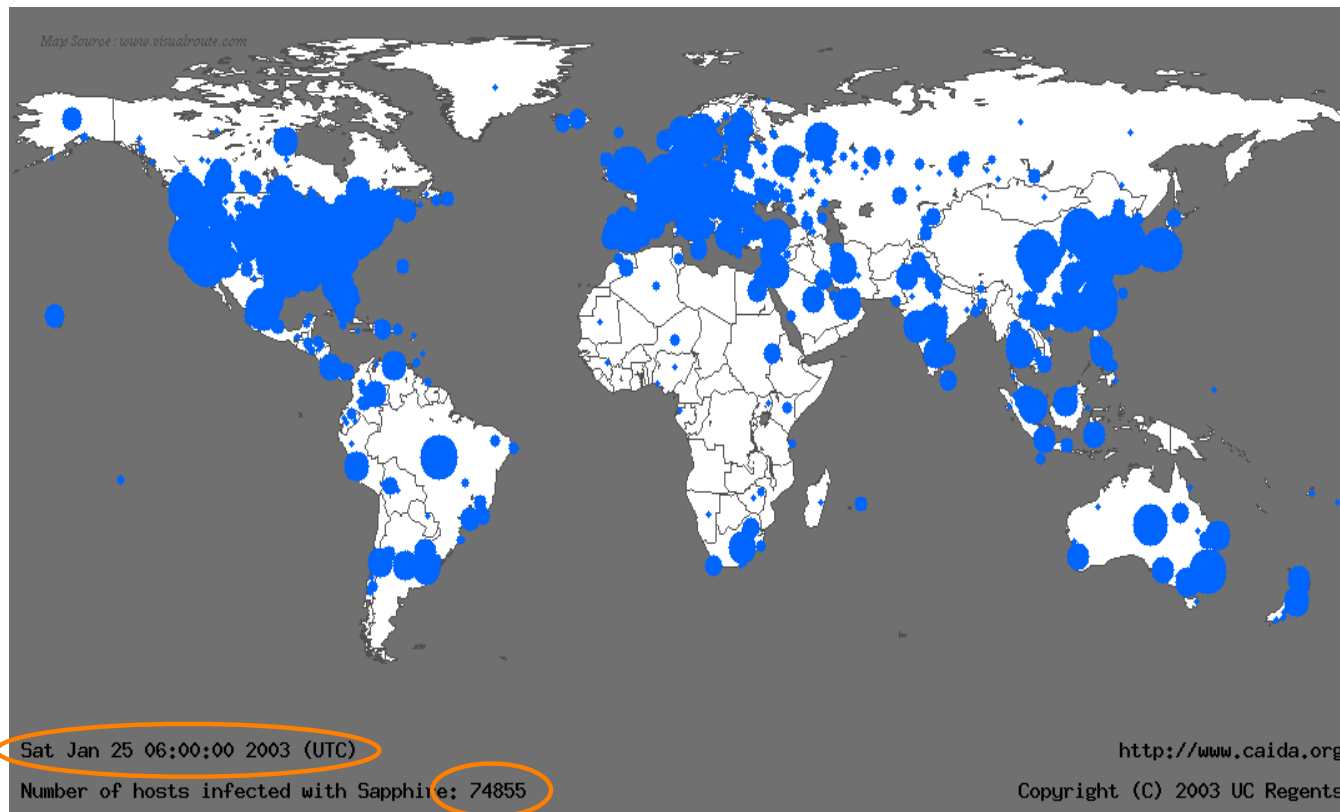 Map Source : www.visualroute.com
Sat Jan 25 06:00:00 2003 (UTC)
http://www.caida.org
Number of hosts infected with Sapphire: 74855
Copyright (C) 2003 UC Regents